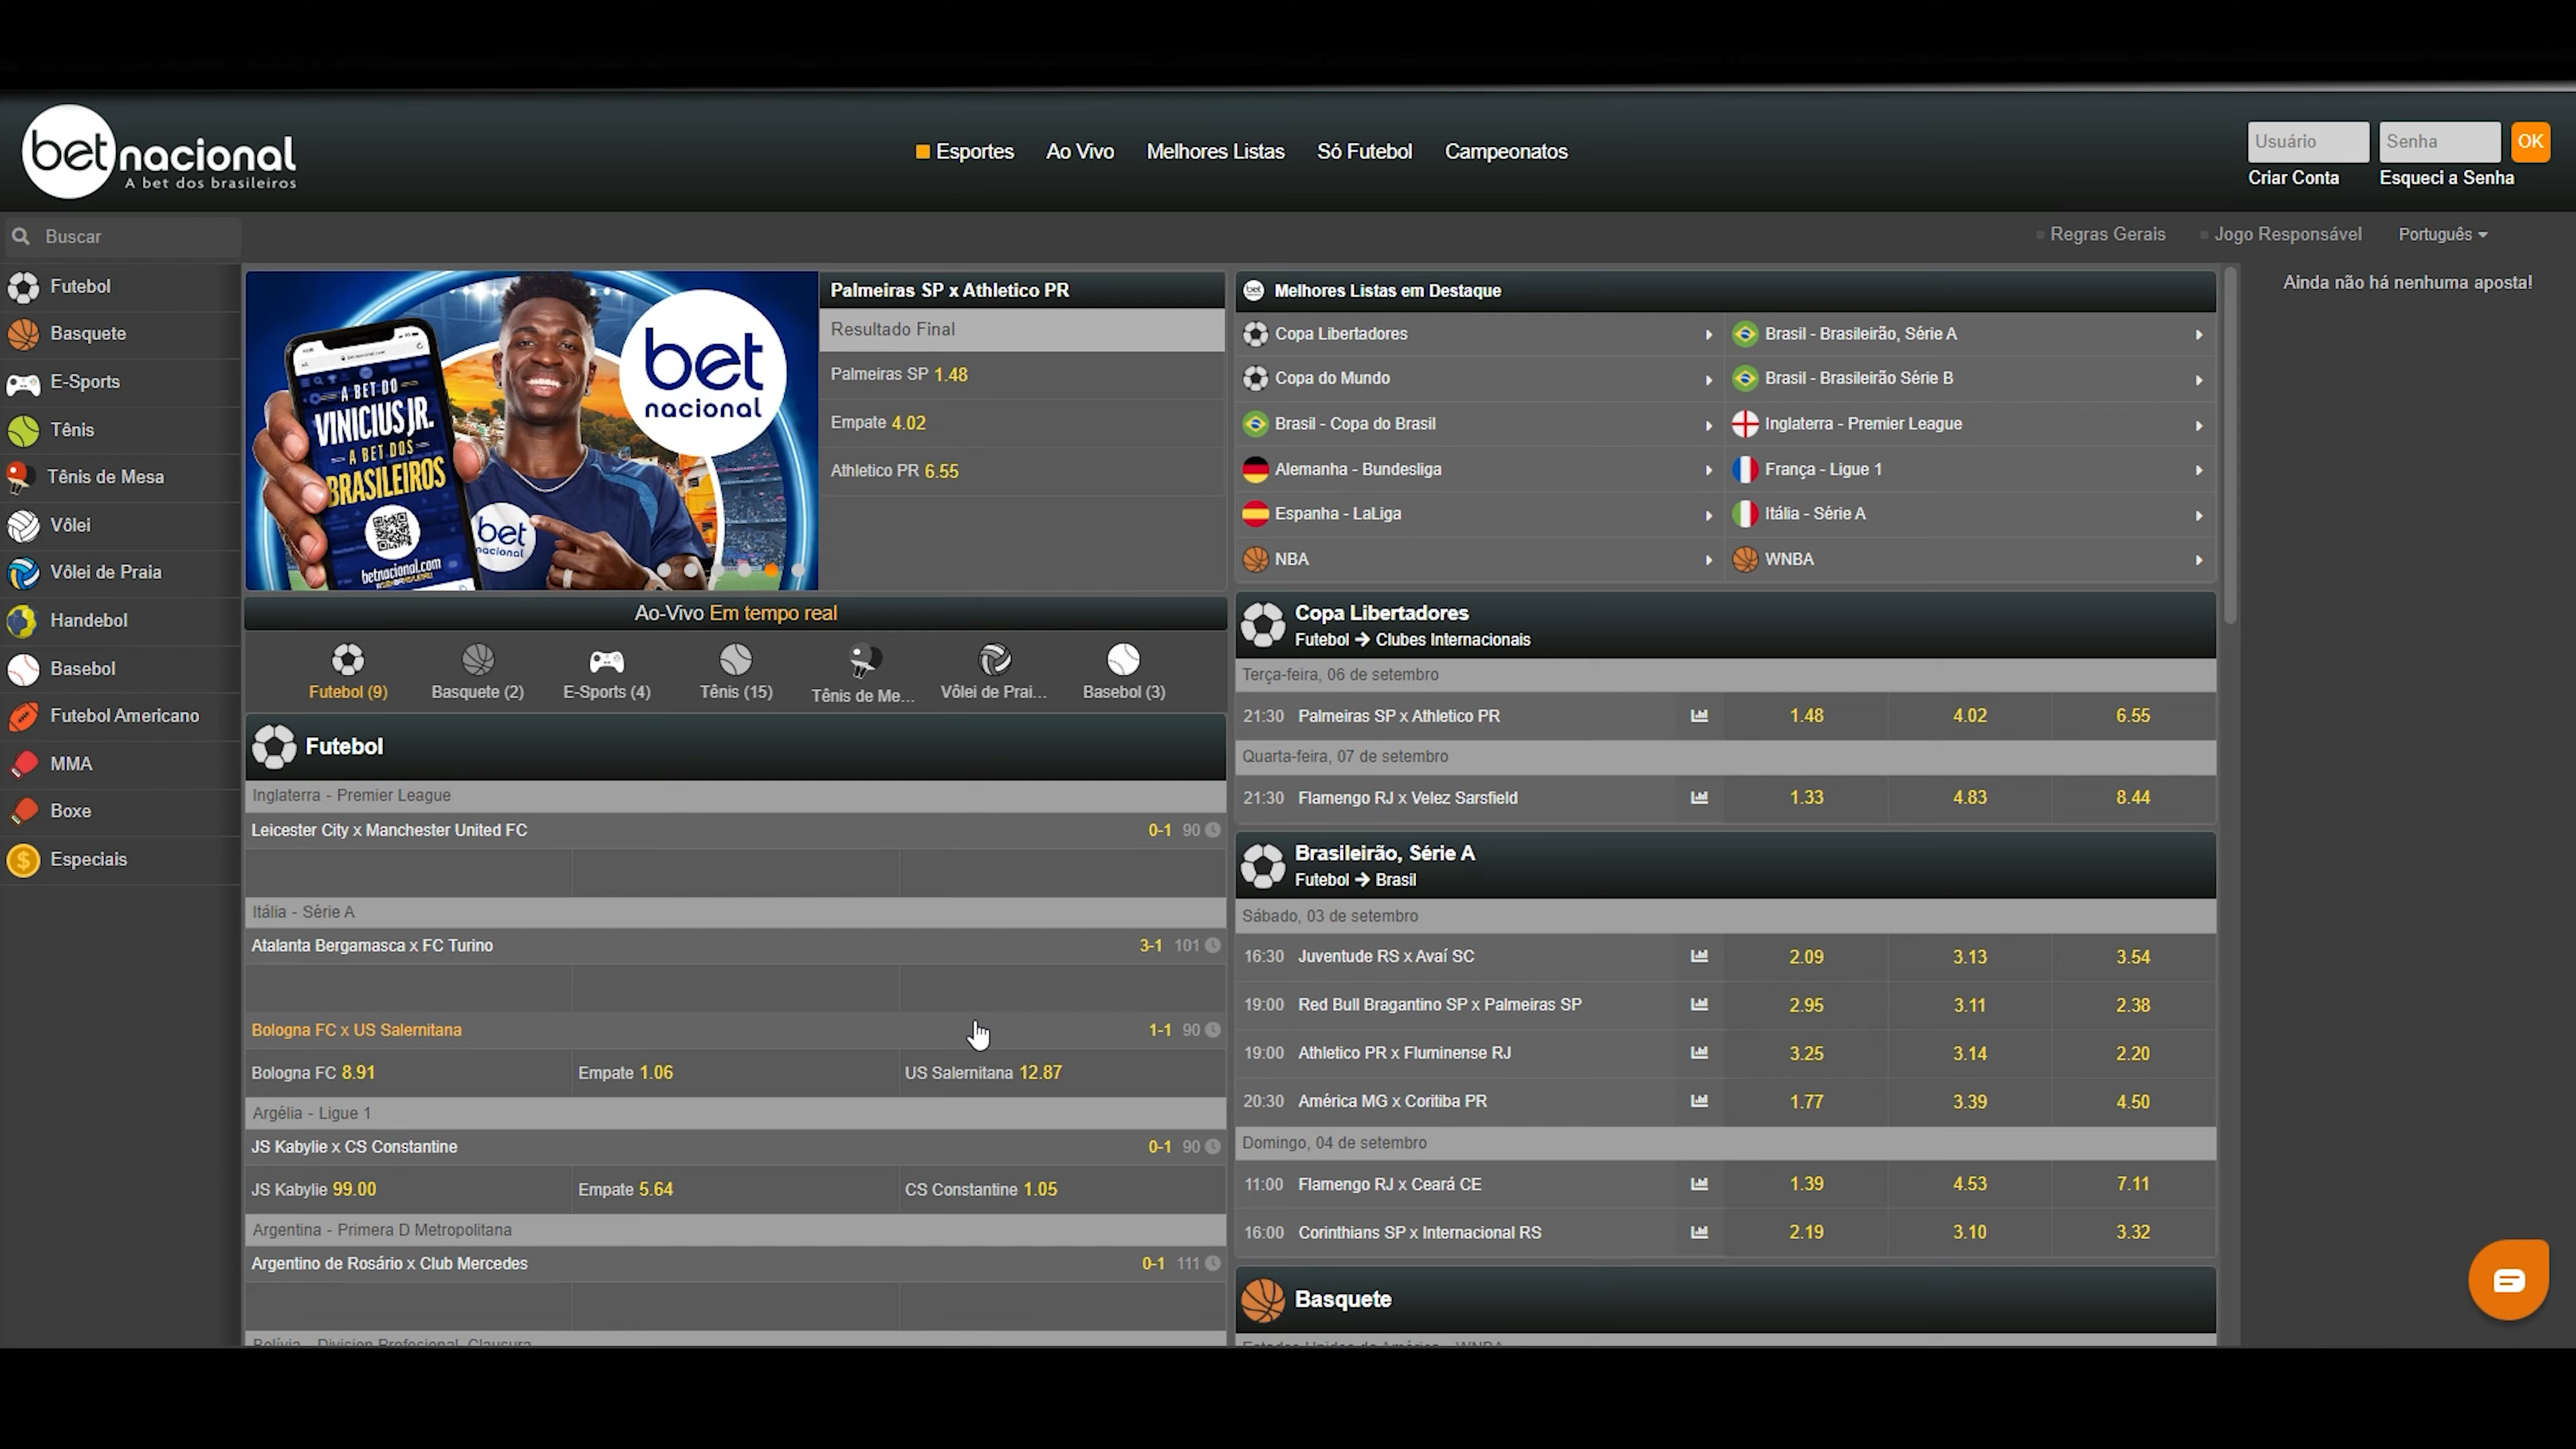 betnacional
A bet dos brasileiros
Esportes Ao Vivo Melhores Listas Só Futebol Campeonatos
Usuário Senha OK
Criar Conta Esqueci a Senha
Buscar
Regras Gerais Jogo Responsável Português
Futebol
Basquete
E-Sports
Tênis
Tênis de Mesa
Vôlei
Vôlei de Praia
Handebol
Basebol
Futebol Americano
MMA
Boxe
Especiais
A BET DO
VINICIUS JR.
A BET DOS
BRASILEIROS
betnacional.com
bet
nacional
bet
nacional
Palmeiras SP x Athletico PR
Resultado Final
Palmeiras SP 1.48
Empate 4.02
Athletico PR 6.55
Ao-Vivo Em tempo real
Futebol (9) Basquete (2) E-Sports (4) Tênis (15) Tênis de Me... Vôlei de Prai... Basebol (3)
Futebol
Inglaterra - Premier League
Leicester City x Manchester United FC 0-1 90
Itália - Série A
Atalanta Bergamasca x FC Turino 3-1 101
Bologna FC x US Salernitana 1-1 90
Bologna FC 8.91 Empate 1.06 US Salernitana 12.87
Argélia - Ligue 1
JS Kabylie x CS Constantine 0-1 90
JS Kabylie 99.00 Empate 5.64 CS Constantine 1.05
Argentina - Primera D Metropolitana
Argentino de Rosário x Club Mercedes 0-1 111
Bolívia - Division Profesional, Clausura
Melhores Listas em Destaque
Copa Libertadores Brasil - Brasileirão, Série A
Copa do Mundo Brasil - Brasileirão Série B
Brasil - Copa do Brasil Inglaterra - Premier League
Alemanha - Bundesliga França - Ligue 1
Espanha - LaLiga Itália - Série A
NBA WNBA
Copa Libertadores
Futebol → Clubes Internacionais
Terça-feira, 06 de setembro
21:30 Palmeiras SP x Athletico PR 1.48 4.02 6.55
Quarta-feira, 07 de setembro
21:30 Flamengo RJ x Velez Sarsfield 1.33 4.83 8.44
Brasileirão, Série A
Futebol → Brasil
Sábado, 03 de setembro
16:30 Juventude RS x Avaí SC 2.09 3.13 3.54
19:00 Red Bull Bragantino SP x Palmeiras SP 2.95 3.11 2.38
19:00 Athletico PR x Fluminense RJ 3.25 3.14 2.20
20:30 América MG x Coritiba PR 1.77 3.39 4.50
Domingo, 04 de setembro
11:00 Flamengo RJ x Ceará CE 1.39 4.53 7.11
16:00 Corinthians SP x Internacional RS 2.19 3.10 3.32
Basquete
Estados Unidos da América - WNBA
Ainda não há nenhuma aposta!